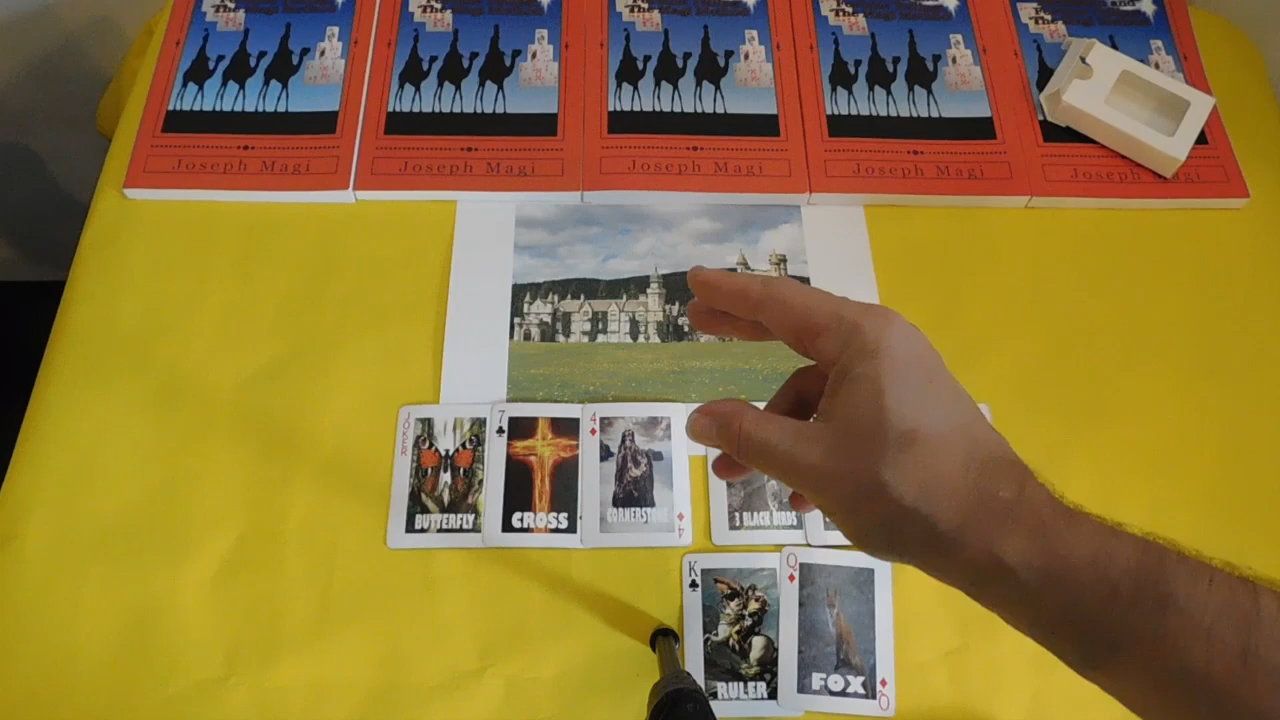 Joseph Magi
Joseph Magi
Joseph Magi
Joseph Magi
Joseph Magi
JOKER
BUTTERFLY
7
CROSS
4
CORNERSTONE
4
3 BLACK BIRDS
K
RULER
Q
FOX
Q